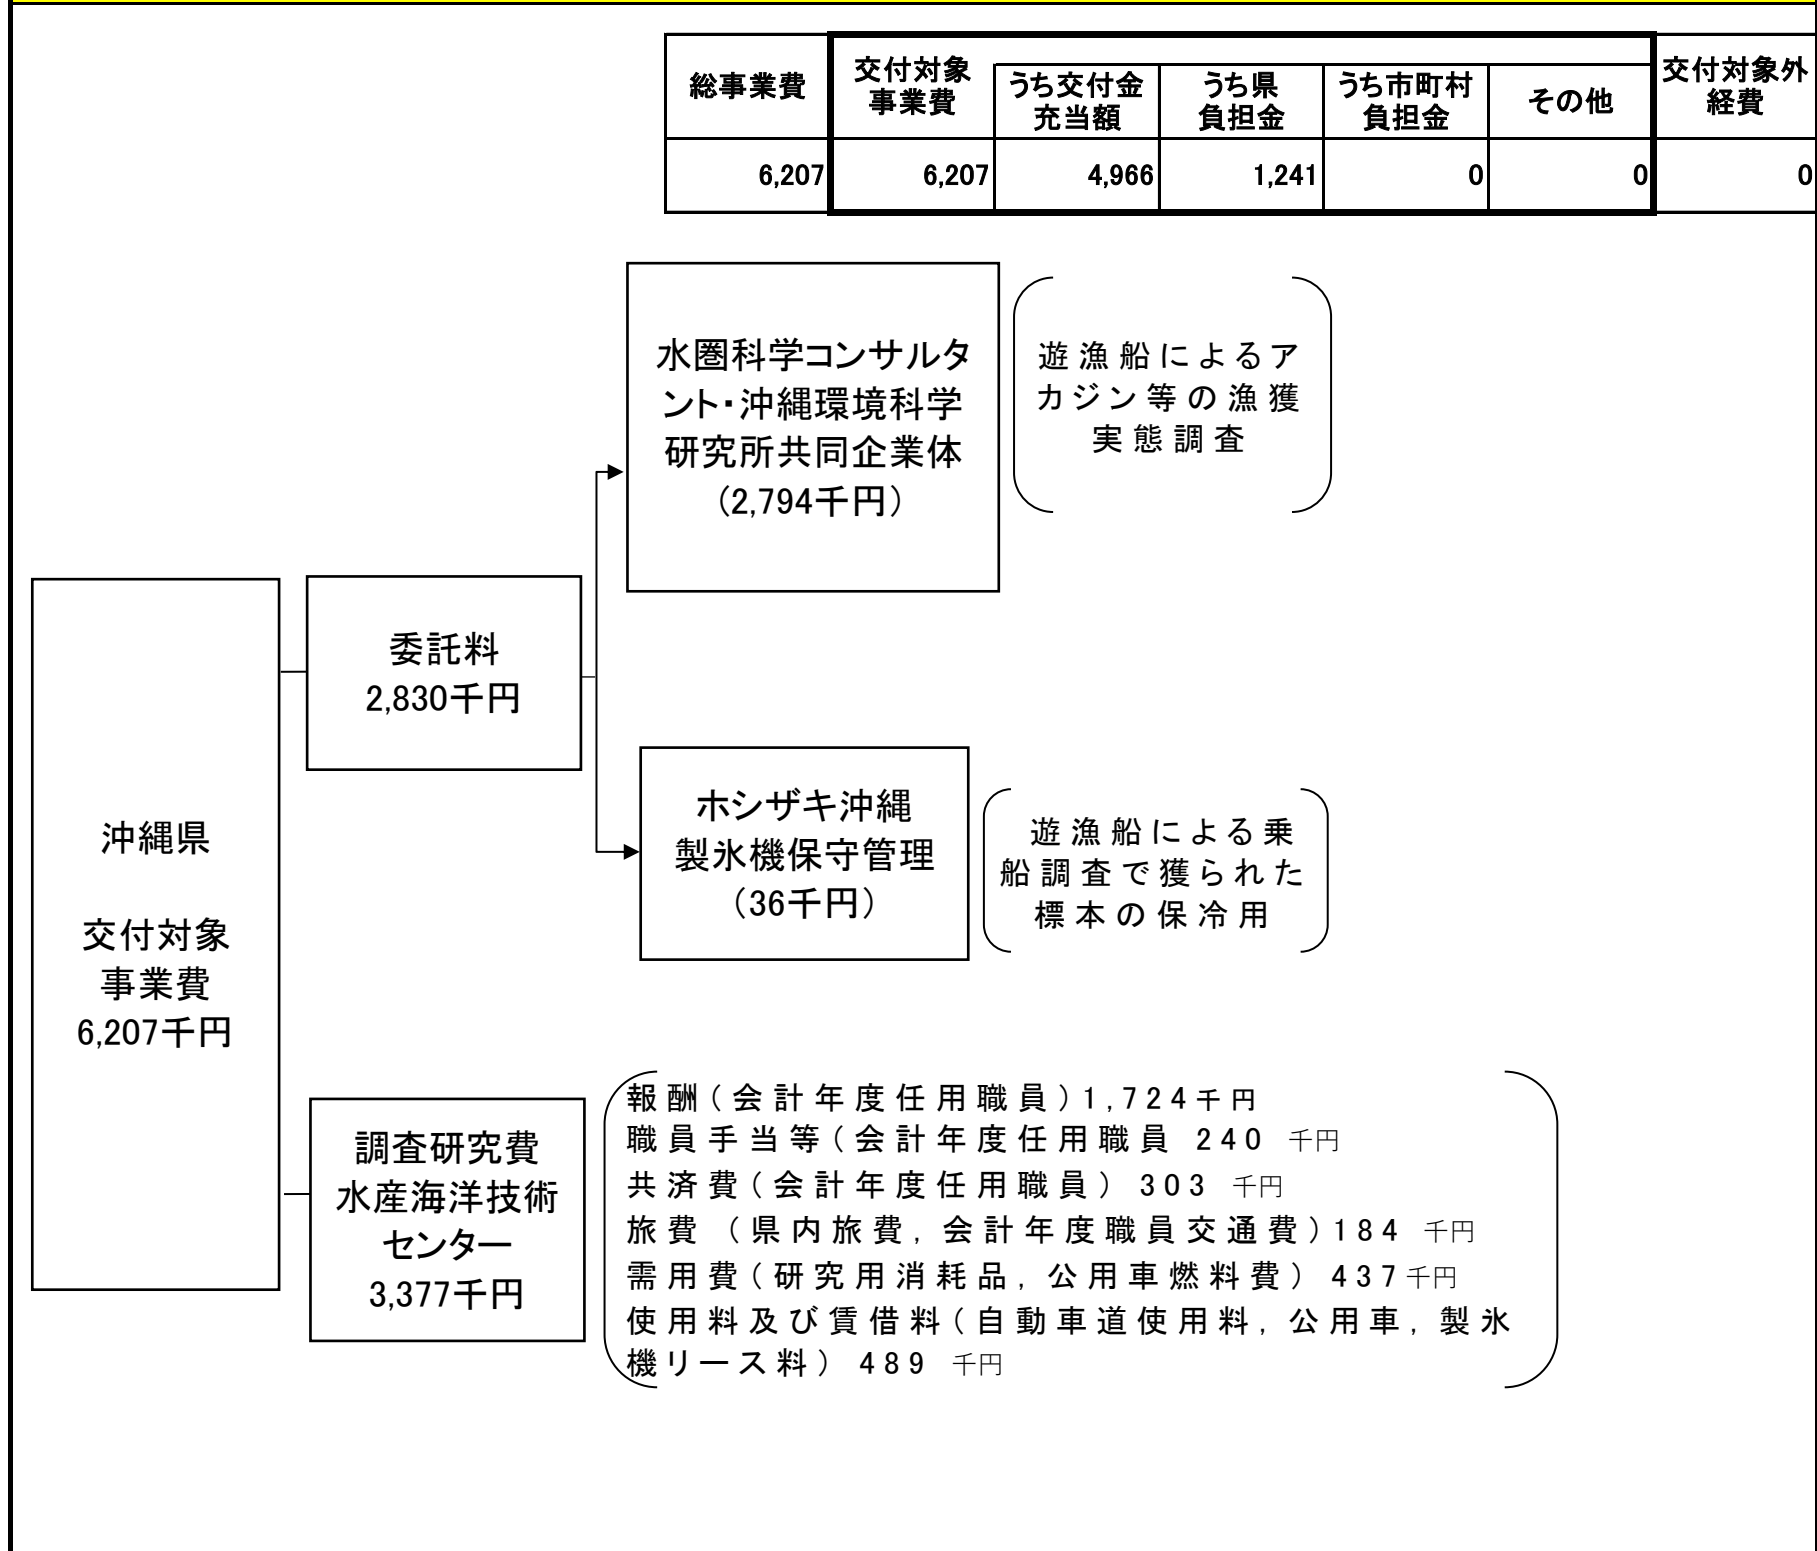 総事業費
交付対象
事業費
うち交付金
充当額
うち県
負担金
うち市町村
負担金
その他
交付対象外
経費
6,207 6,207 4,966 1,241 0 0 0
水圏科学コンサルタ
ント・沖縄環境科学
研究所共同企業体
（2,794千円）
遊漁船によるア
カジン等の漁獲
実態調査
委託料
2,830千円
ホシザキ沖縄
製氷機保守管理
（36千円）
遊漁船による乗
船調査で獲られた
標本の保冷用
沖縄県
交付対象
事業費
6,207千円
調査研究費
水産海洋技術
センター
3,377千円
報酬(会計年度任用職員)1,724千円
職員手当等(会計年度任用職員 240 千円
共済費(会計年度任用職員) 303 千円
旅費 (県内旅費,会計年度職員交通費)184 千円
需用費(研究用消耗品,公用車燃料費) 437千円
使用料及び賃借料(自動車道使用料,公用車,製氷
機リース料) 489 千円